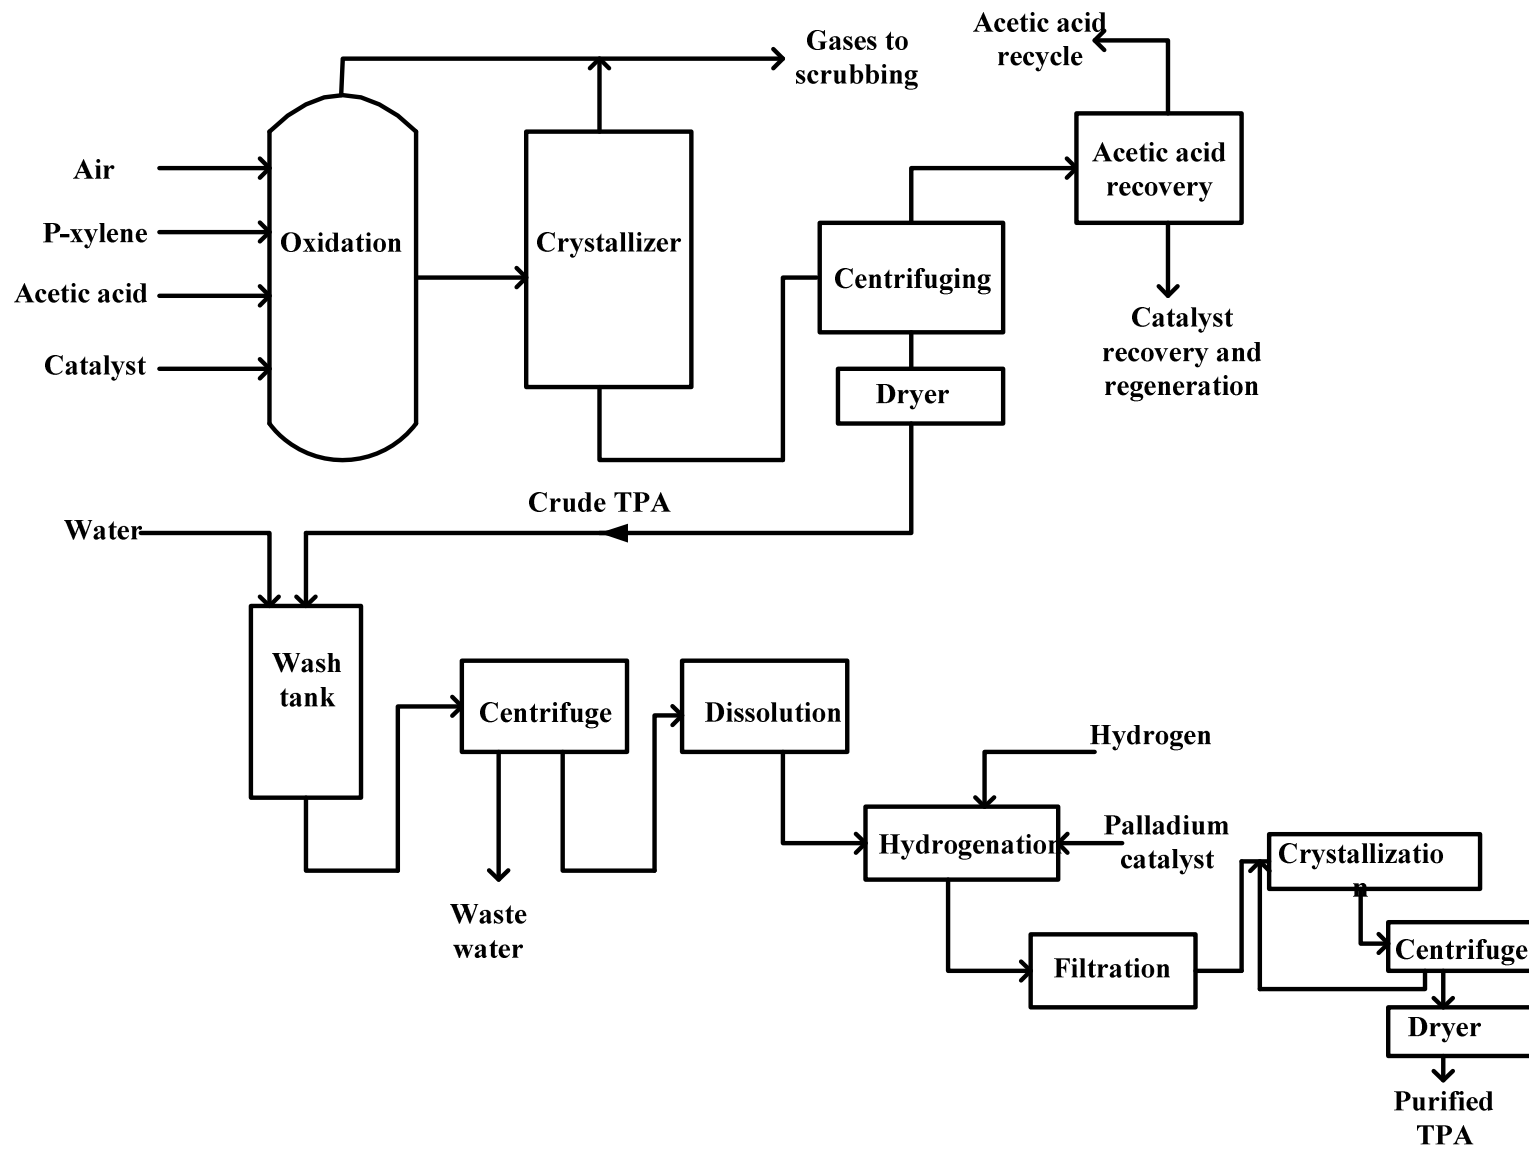 Gases to
scrubbing
Acetic acid
recycle
Air
P-xylene
Acetic acid
Catalyst
Oxidation
Crystallizer
Centrifuging
Dryer
Acetic acid
recovery
Catalyst
recovery and
regeneration
Crude TPA
Water
Wash
tank
Centrifuge
Waste
water
Dissolution
Hydrogen
Hydrogenation
Palladium
catalyst
Filtration
Crystallizatio
n
Centrifuge
Dryer
Purified
TPA